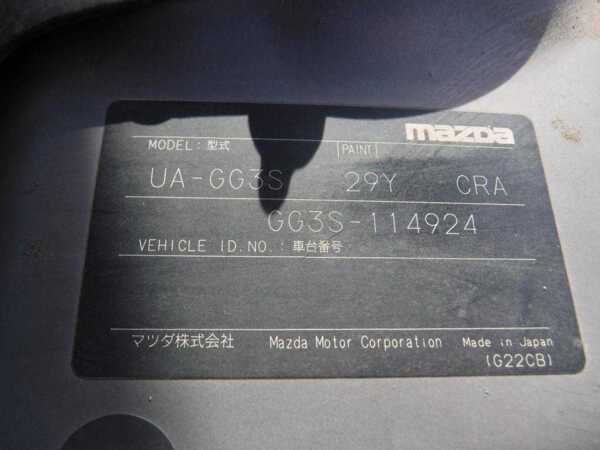 mazda
MODEL: 型式 PAINT
UA-GG3S 29Y CRA
GG3S-114924
VEHICLE ID.NO.: 車台番号
マツダ株式会社 Mazda Motor Corporation Made in Japan
(G22CB)